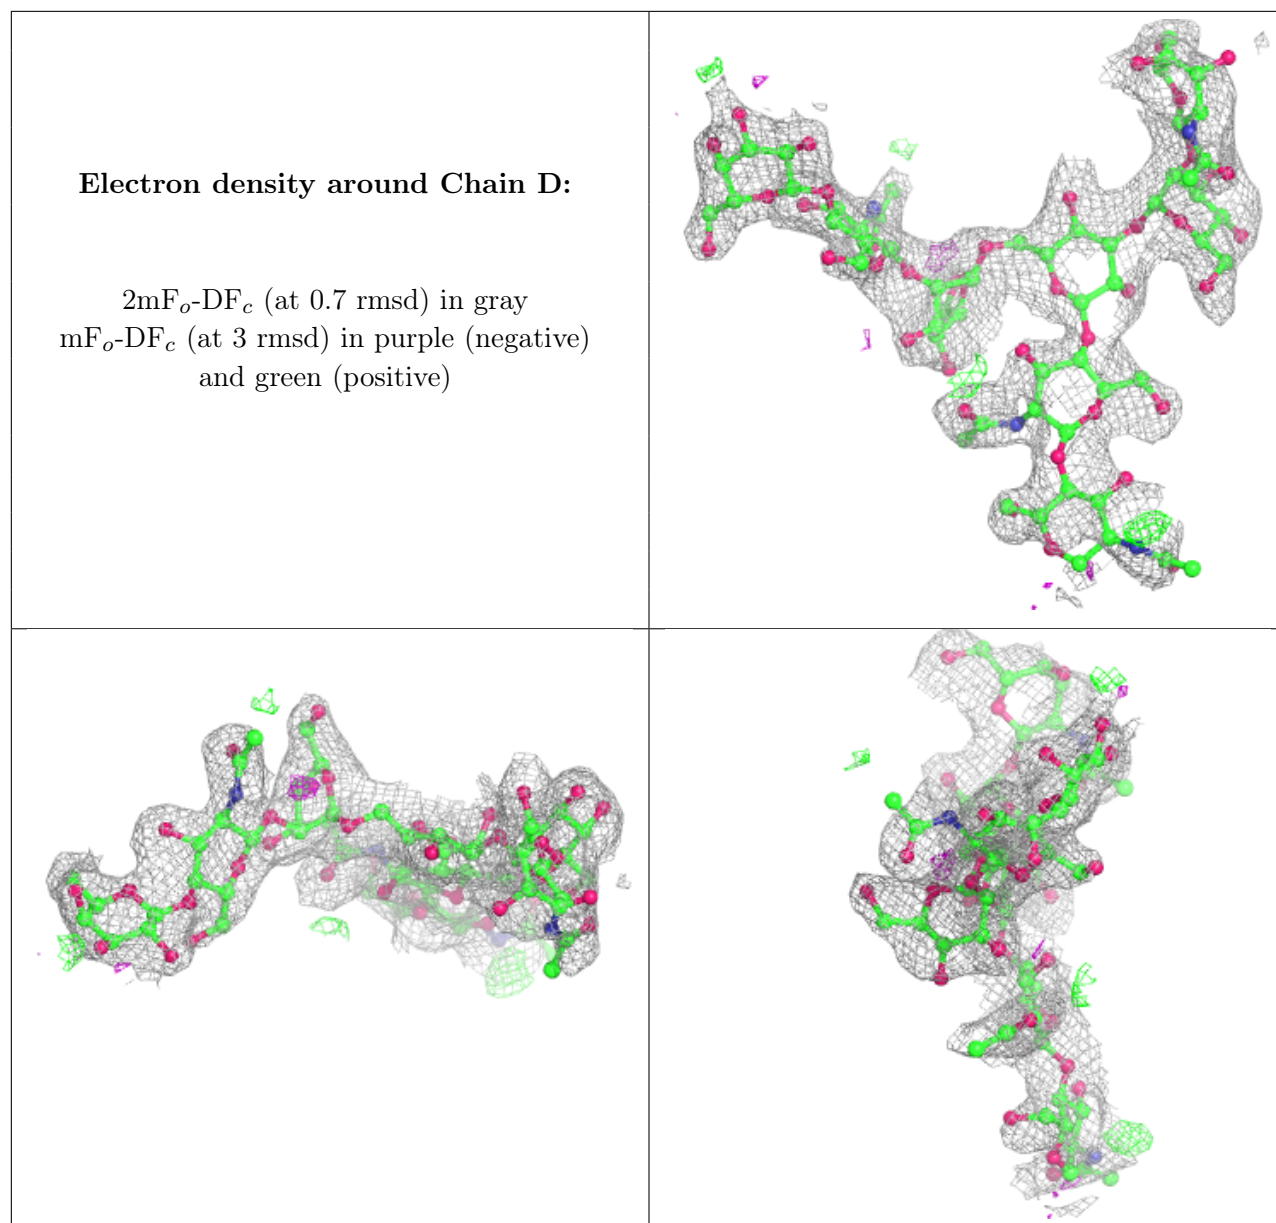 Electron density around Chain D:
2mFₒ-DF𝒸 (at 0.7 rmsd) in gray
mFₒ-DF𝒸 (at 3 rmsd) in purple (negative)
and green (positive)